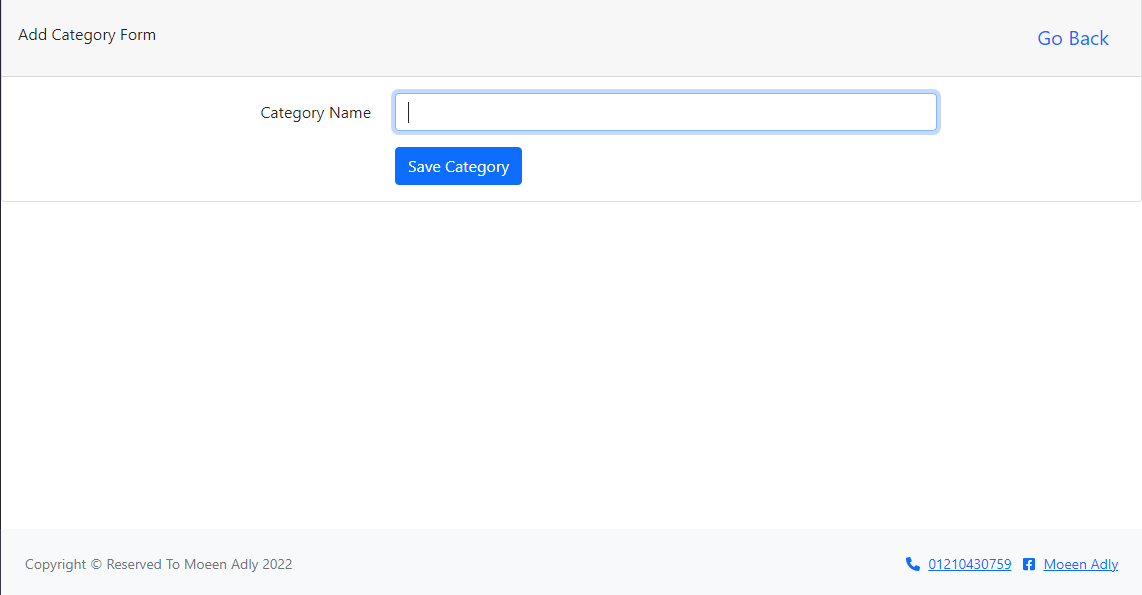 Add Category Form
Go Back
Category Name
Save Category
Copyright © Reserved To Moeen Adly 2022
01210430759 Moeen Adly